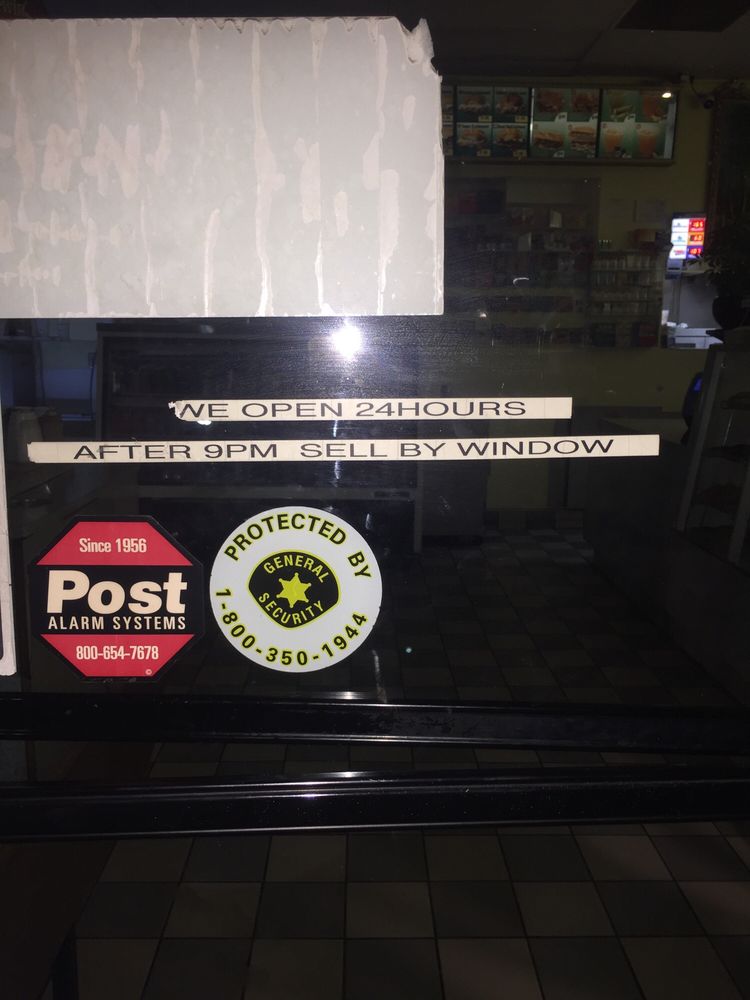 WE OPEN 24HOURS
AFTER 9PM SELL BY WINDOW
Since 1956
Post
ALARM SYSTEMS
800-654-7678
PROTECTED BY
GENERAL
SECURITY
1-800-350-1944